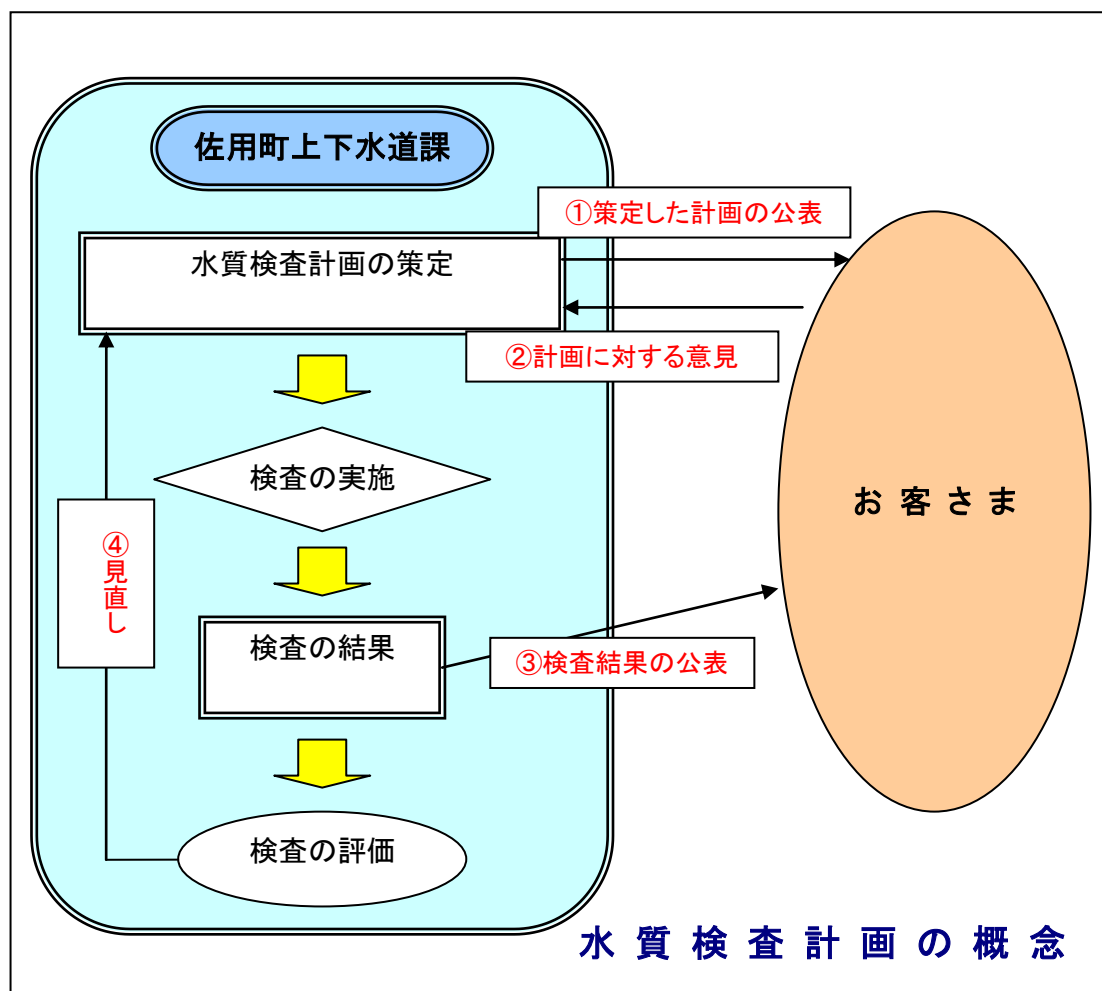 佐用町上下水道課
①策定した計画の公表
水質検査計画の策定
②計画に対する意見
検査の実施
お客さま
④見直し
検査の結果
③検査結果の公表
検査の評価
水質検査計画の概念